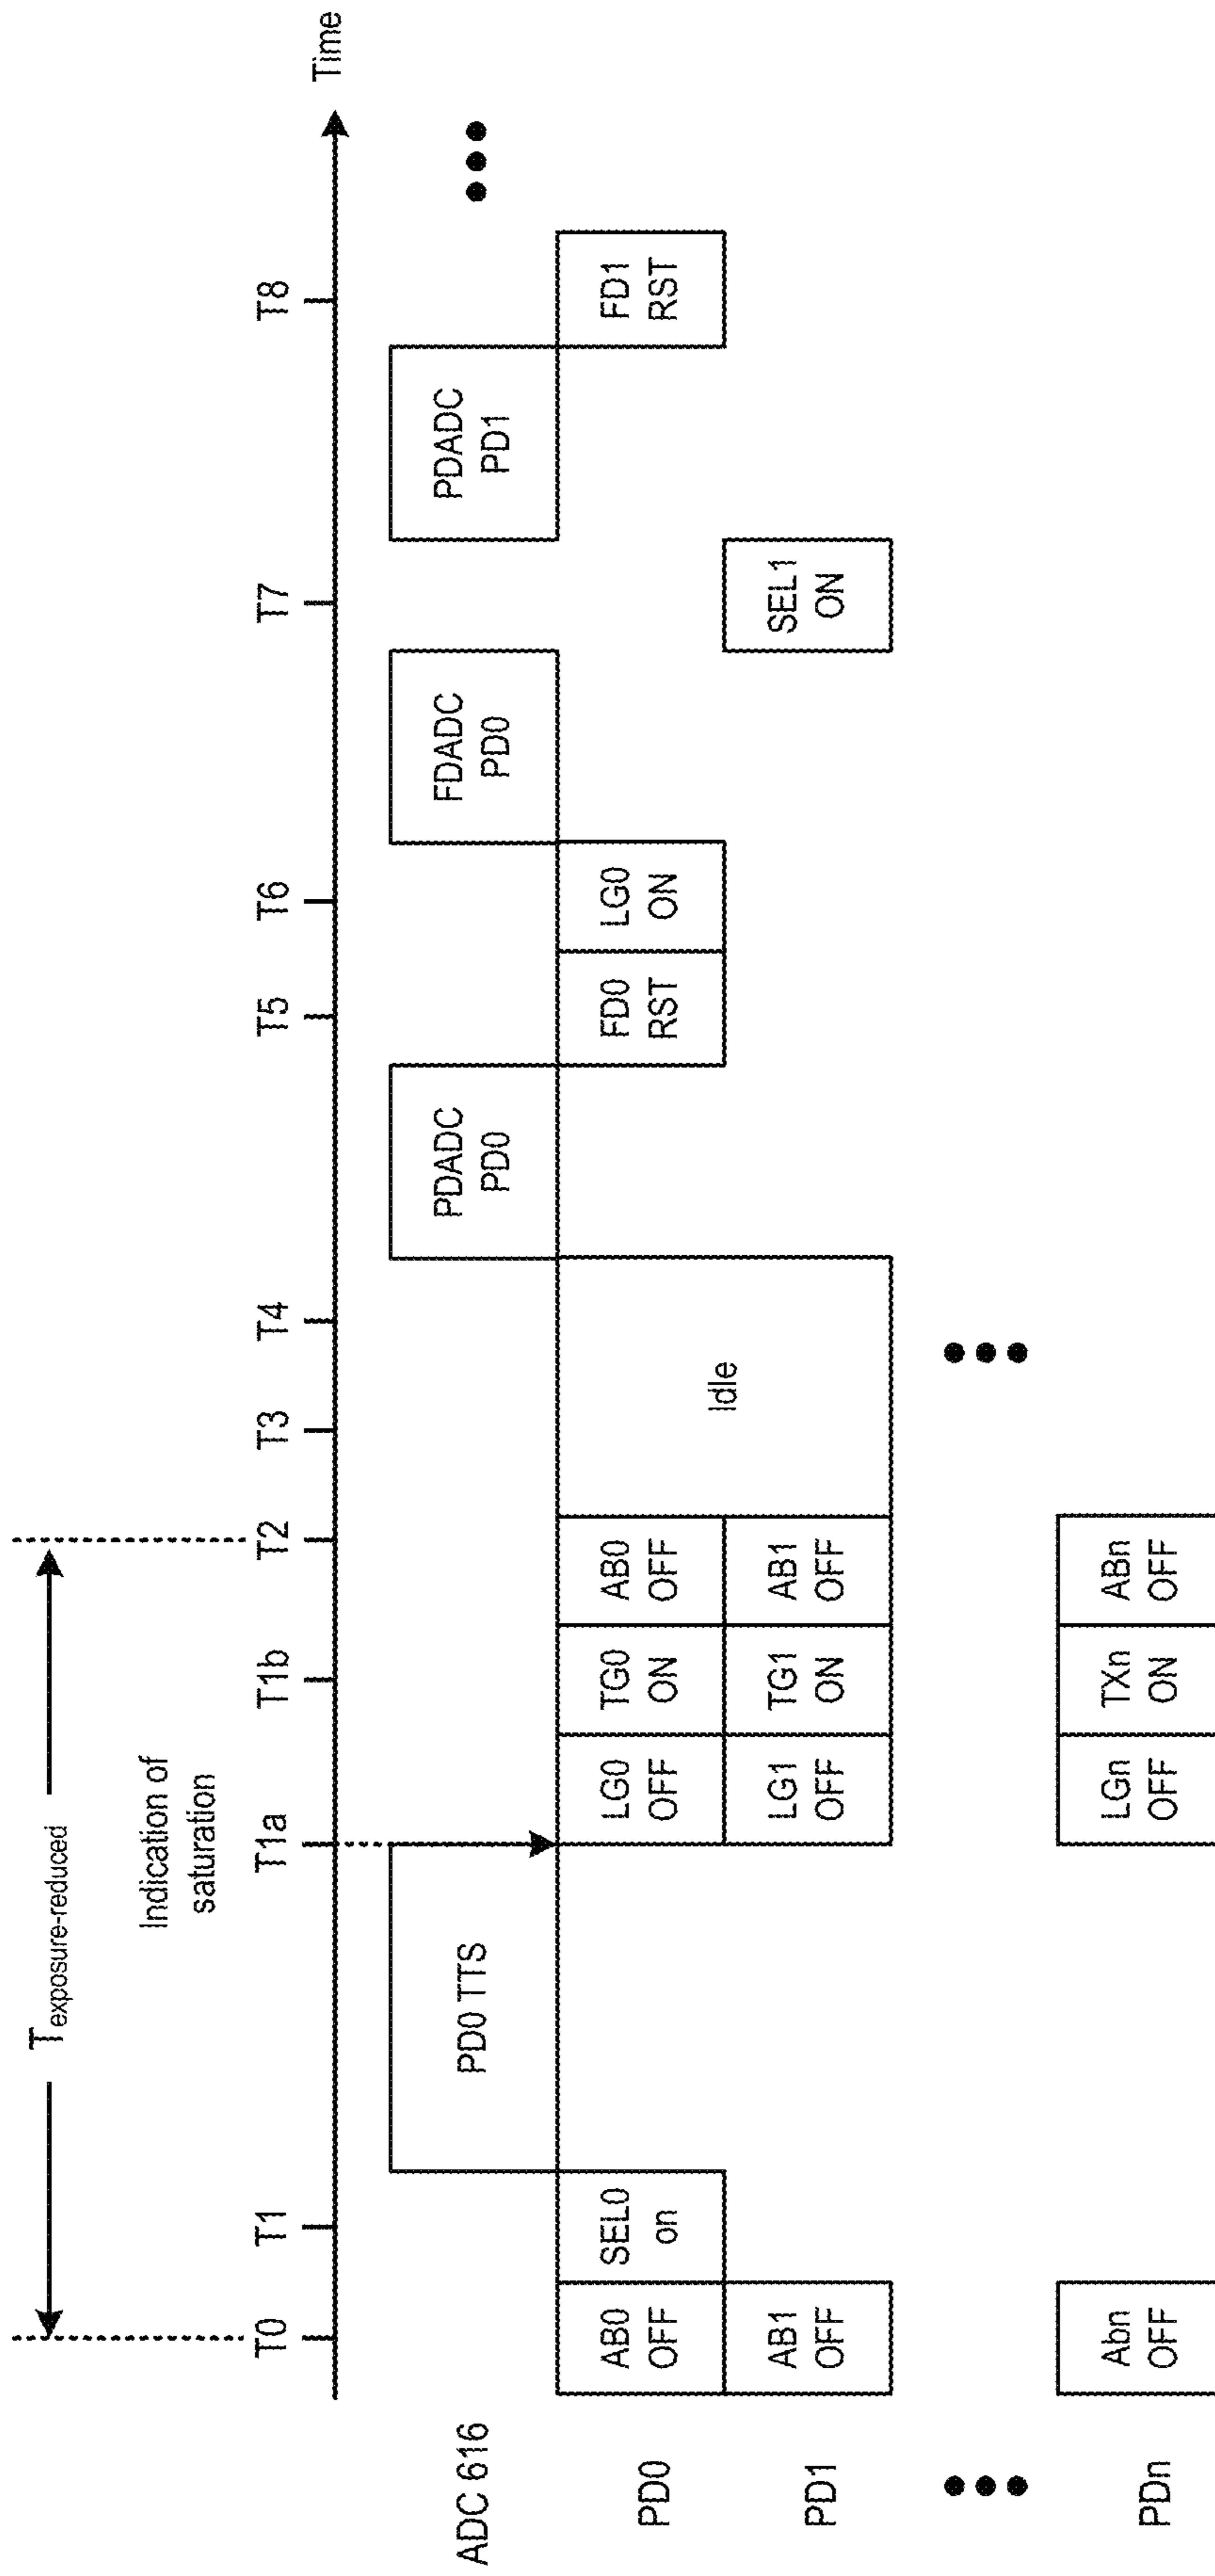 T exposure-reduced
Indication of
saturation
T0
T1
T1a
T1b
T2
T3
T4
T5
T6
T7
T8
Time
ADC 616
PD0 TTS
PDADC
PD0
FDADC
PD0
PDADC
PD1
PD0
AB0
OFF
SEL0
on
LG0
OFF
TG0
ON
AB0
OFF
Idle
FD0
RST
LG0
ON
FD1
RST
PD1
AB1
OFF
LG1
OFF
TG1
ON
AB1
OFF
SEL1
ON
PDn
Abn
OFF
LGn
OFF
TXn
ON
ABn
OFF